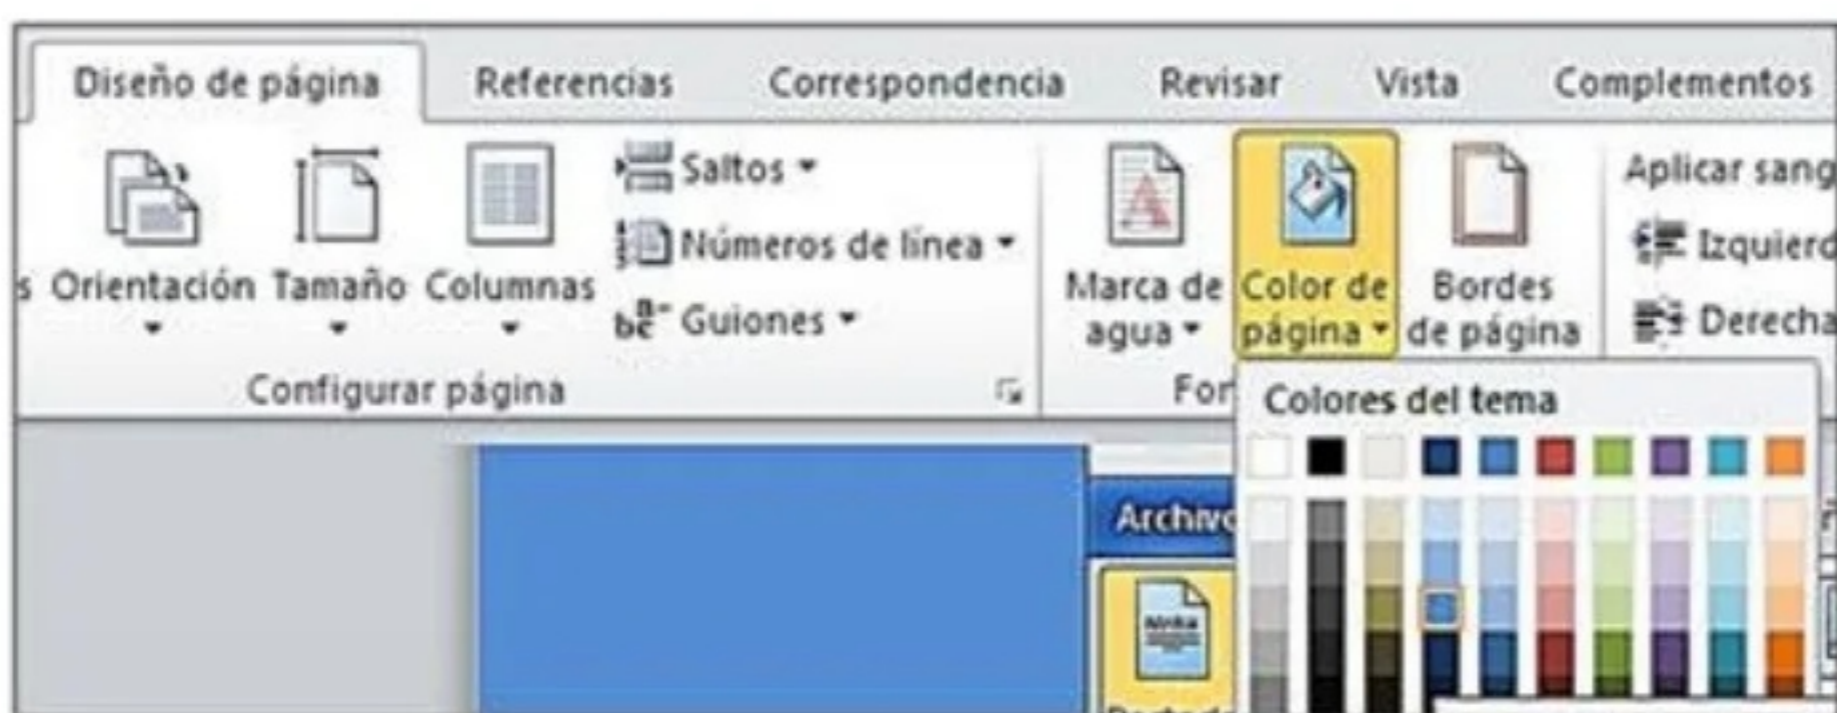 Diseño de página Referencias Correspondencia Revisar Vista Complementos
Saltos
Números de línea
Guiones
Orientación Tamaño Columnas
Configurar página
Marca de agua
Color de página
Bordes de página
Aplicar sang
Izquierd
Derecha
For
Colores del tema
Archivo